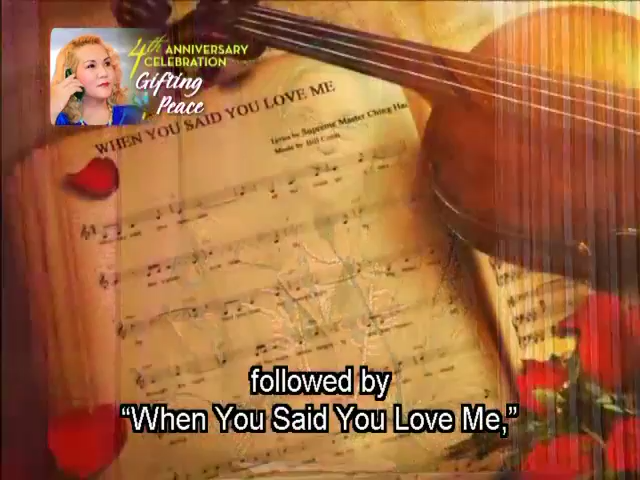 4th ANNIVERSARY
CELEBRATION
Gifting
Peace
WHEN YOU SAID YOU LOVE ME
Lyrics by Supreme Master Ching Hai
Music by Bill
followed by
“When You Said You Love Me,”